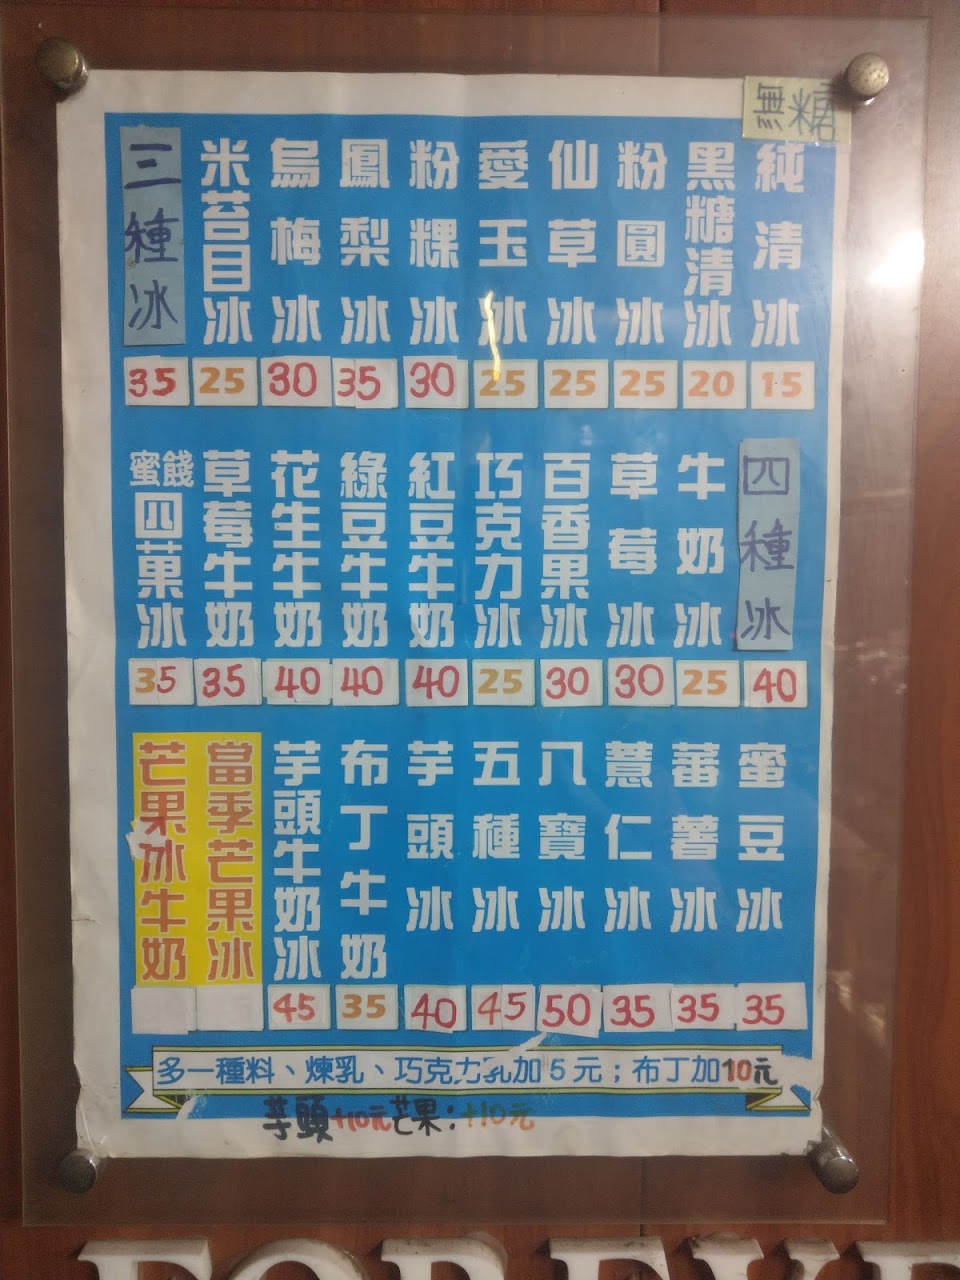 無糖
純清冰 15
黑糖清冰 20
粉圓冰 25
仙草冰 25
愛玉冰 25
粉粿冰 30
鳳梨冰 35
烏梅冰 30
米苔目冰 25
三種冰 35
四種冰 40
牛奶冰 25
草莓冰 30
百香果冰 30
巧克力冰 25
紅豆牛奶 40
綠豆牛奶 40
花生牛奶 40
草莓牛奶 35
蜜餞四菓冰 35
蜜豆冰 35
蕃薯冰 35
薏仁冰 35
八寶冰 50
五種冰 45
芋頭冰 40
布丁牛奶 35
芋頭牛奶冰 45
當季芒果冰
芒果冰牛奶
多一種料、煉乳、巧克力乳加5元；布丁加10元
芋頭+10元芒果：+10元
FOREVE